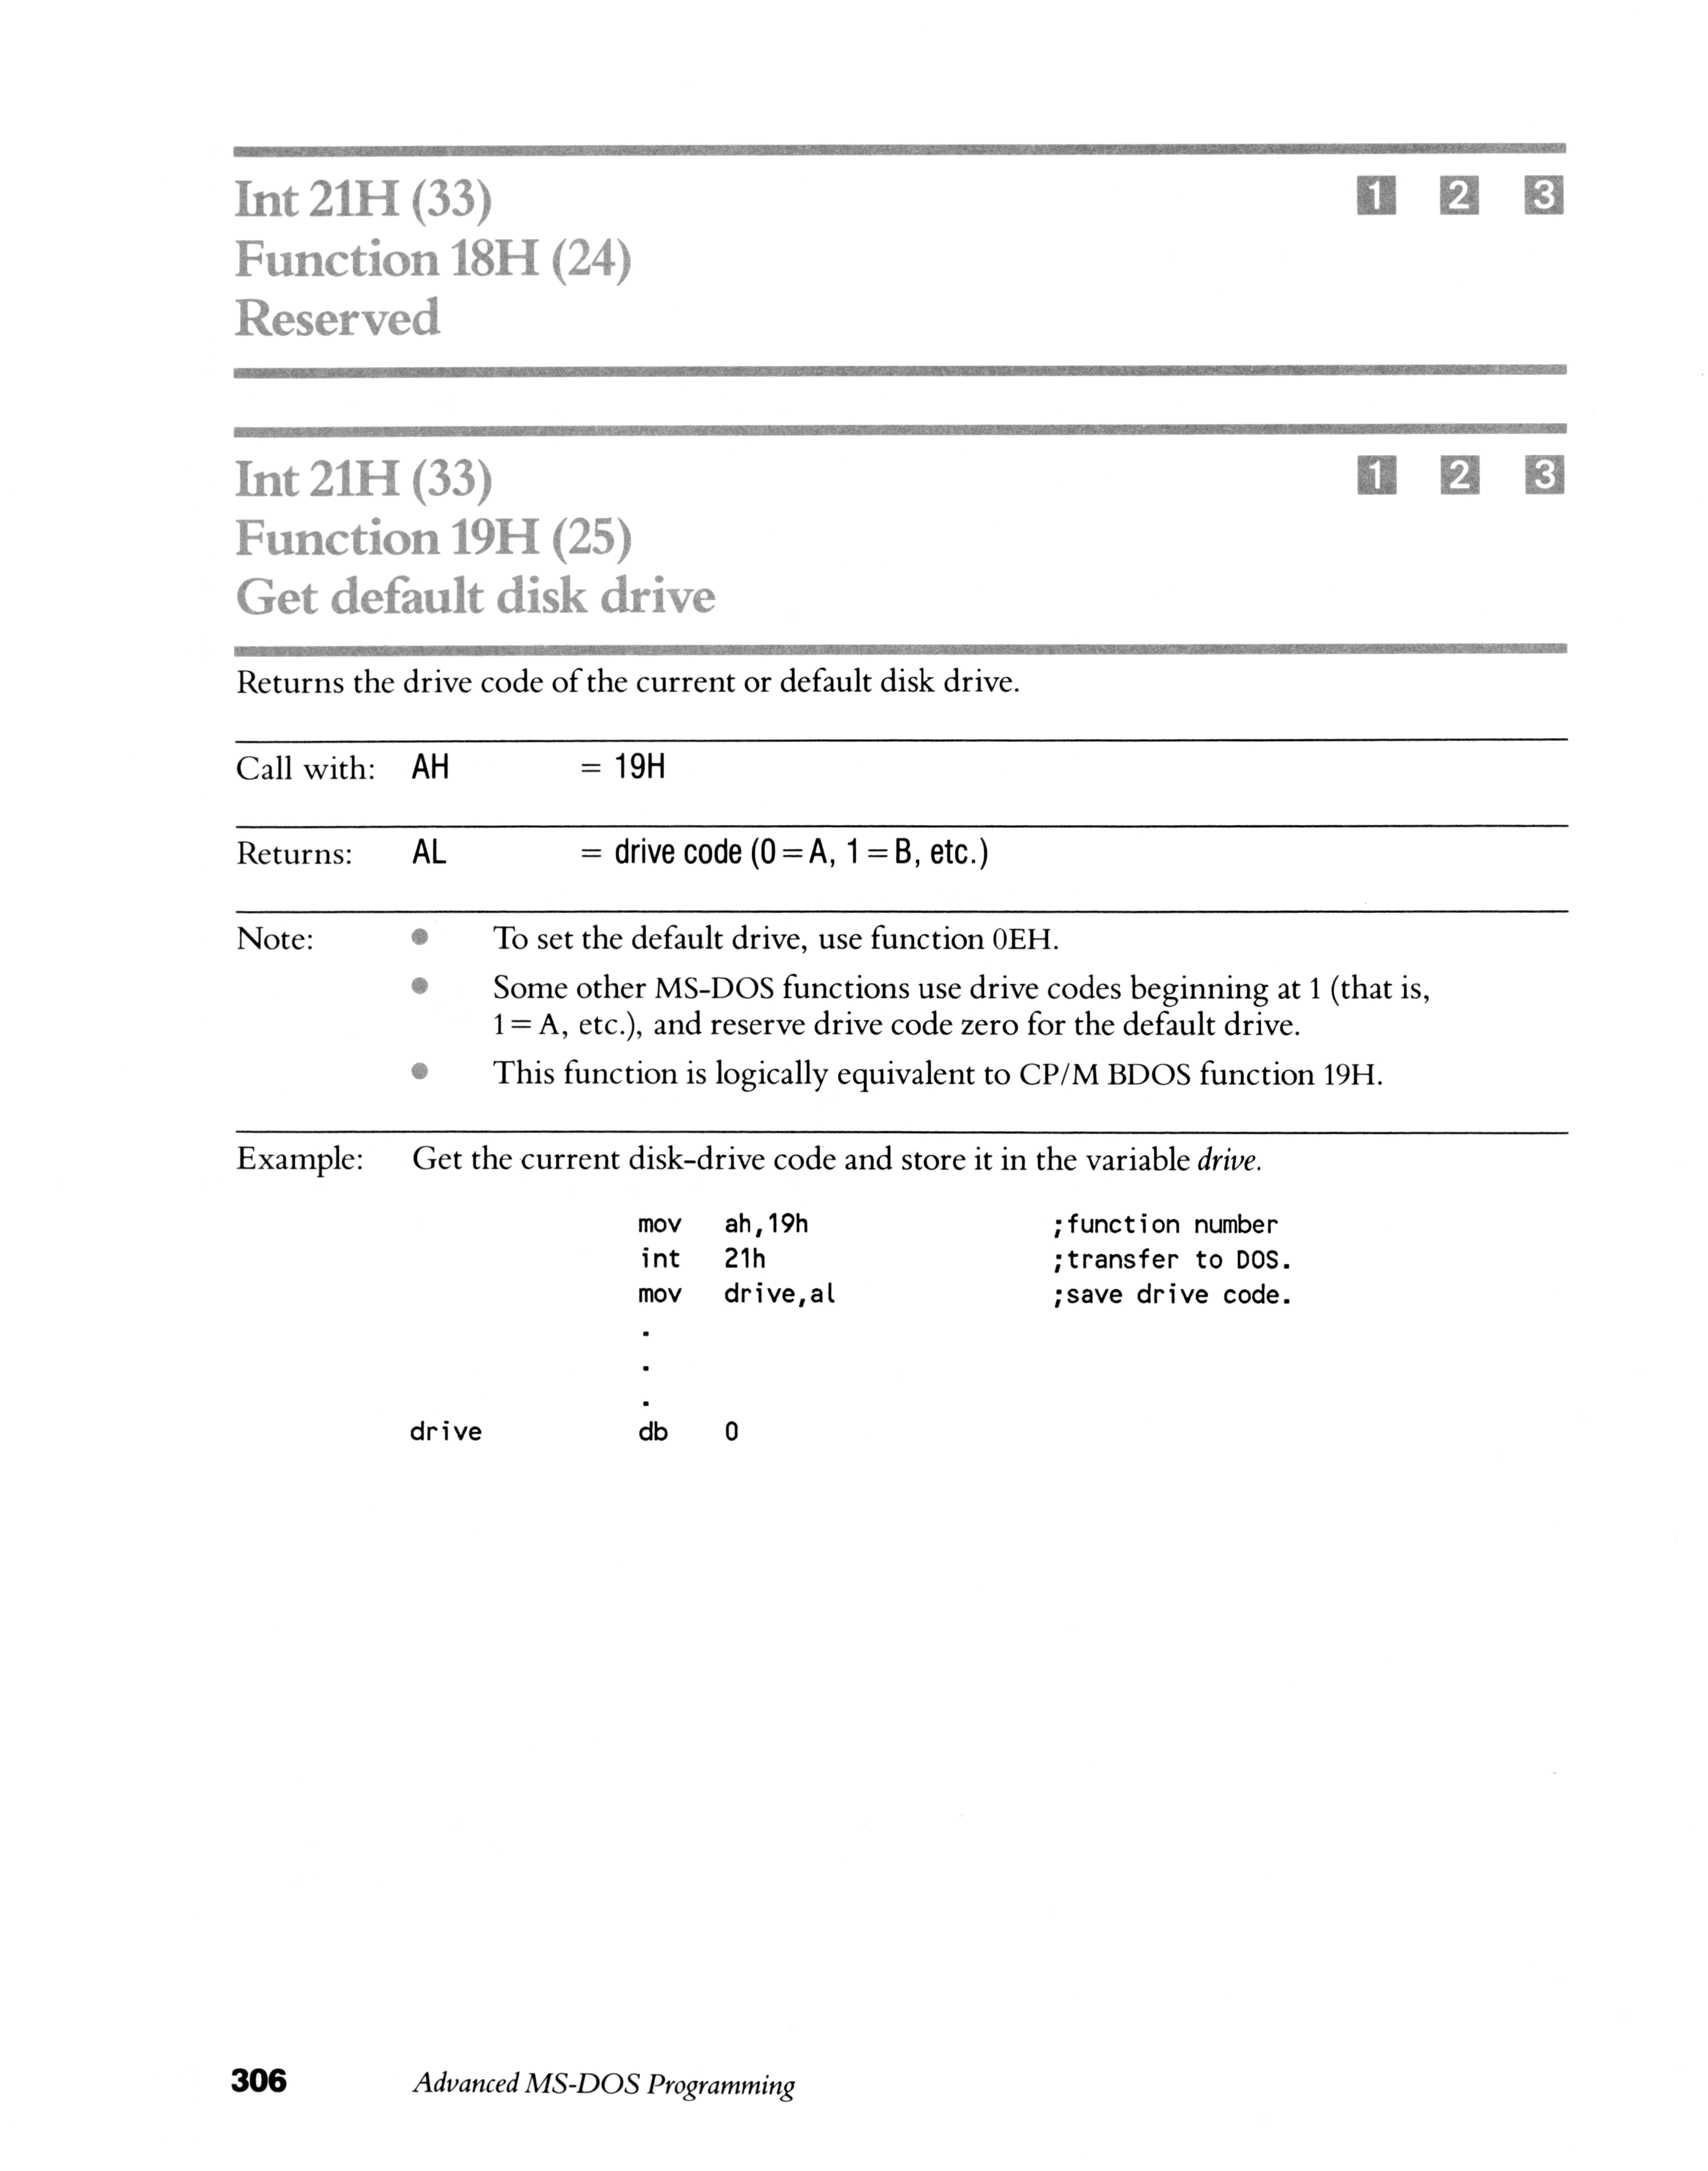 Int 21H (33) 1 2 3
Function 18H (24)
Reserved
Int 21H (33) 1 2 3
Function 19H (25)
Get default disk drive
Returns the drive code of the current or default disk drive.
Call with: AH = 19H
Returns: AL = drive code (0=A, 1=B, etc.)
Note: ● To set the default drive, use function 0EH.
● Some other MS-DOS functions use drive codes beginning at 1 (that is,
1= A, etc.), and reserve drive code zero for the default drive.
● This function is logically equivalent to CP/M BDOS function 19H.
Example: Get the current disk-drive code and store it in the variable drive.
mov ah,19h ;function number
int 21h ;transfer to DOS.
mov drive,al ;save drive code.
.
.
.
drive db 0
306 Advanced MS-DOS Programming